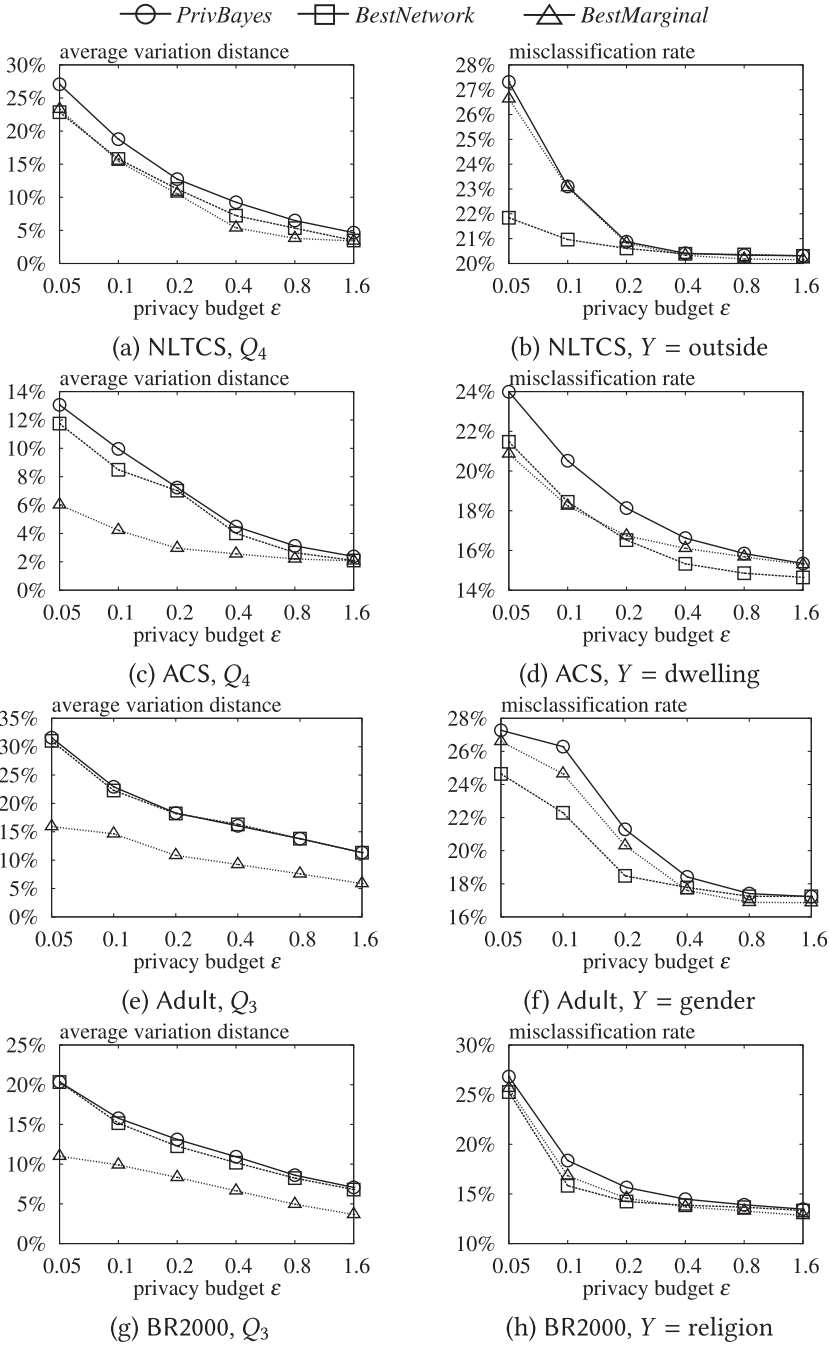 PrivBayes BestNetwork BestMarginal
average variation distance
30%
25%
20%
15%
10%
5%
0%
0.05 0.1 0.2 0.4 0.8 1.6
privacy budget ε
(a) NLTCS, Q4
misclassification rate
28%
27%
26%
25%
24%
23%
22%
21%
20%
0.05 0.1 0.2 0.4 0.8 1.6
privacy budget ε
(b) NLTCS, Y = outside
average variation distance
14%
12%
10%
8%
6%
4%
2%
0%
0.05 0.1 0.2 0.4 0.8 1.6
privacy budget ε
(c) ACS, Q4
misclassification rate
24%
22%
20%
18%
16%
14%
0.05 0.1 0.2 0.4 0.8 1.6
privacy budget ε
(d) ACS, Y = dwelling
average variation distance
35%
30%
25%
20%
15%
10%
5%
0%
0.05 0.1 0.2 0.4 0.8 1.6
privacy budget ε
(e) Adult, Q3
misclassification rate
28%
26%
24%
22%
20%
18%
16%
0.05 0.1 0.2 0.4 0.8 1.6
privacy budget ε
(f) Adult, Y = gender
average variation distance
25%
20%
15%
10%
5%
0%
0.05 0.1 0.2 0.4 0.8 1.6
privacy budget ε
(g) BR2000, Q3
misclassification rate
30%
25%
20%
15%
10%
0.05 0.1 0.2 0.4 0.8 1.6
privacy budget ε
(h) BR2000, Y = religion